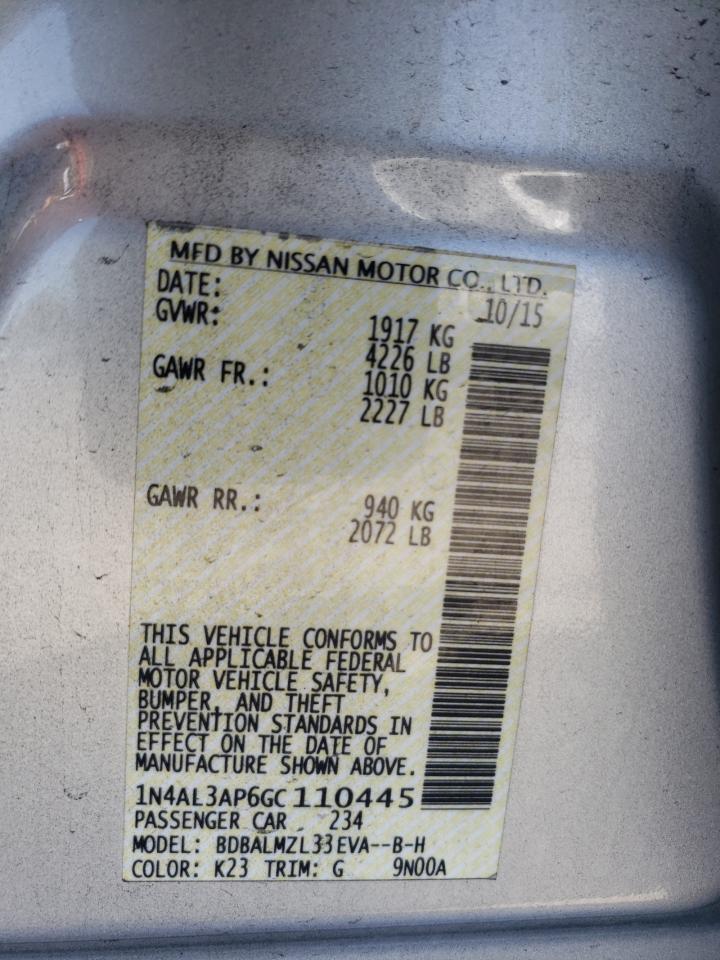 MFD BY NISSAN MOTOR CO., LTD.
DATE: 10/15
GVWR: 1917 KG
4226 LB
GAWR FR.: 1010 KG
2227 LB
GAWR RR.: 940 KG
2072 LB
THIS VEHICLE CONFORMS TO
ALL APPLICABLE FEDERAL
MOTOR VEHICLE SAFETY,
BUMPER, AND THEFT
PREVENTION STANDARDS IN
EFFECT ON THE DATE OF
MANUFACTURE SHOWN ABOVE.
1N4AL3AP6GC110445
PASSENGER CAR 234
MODEL: BDBALMZL33EVA--B-H
COLOR: K23 TRIM: G 9N00A